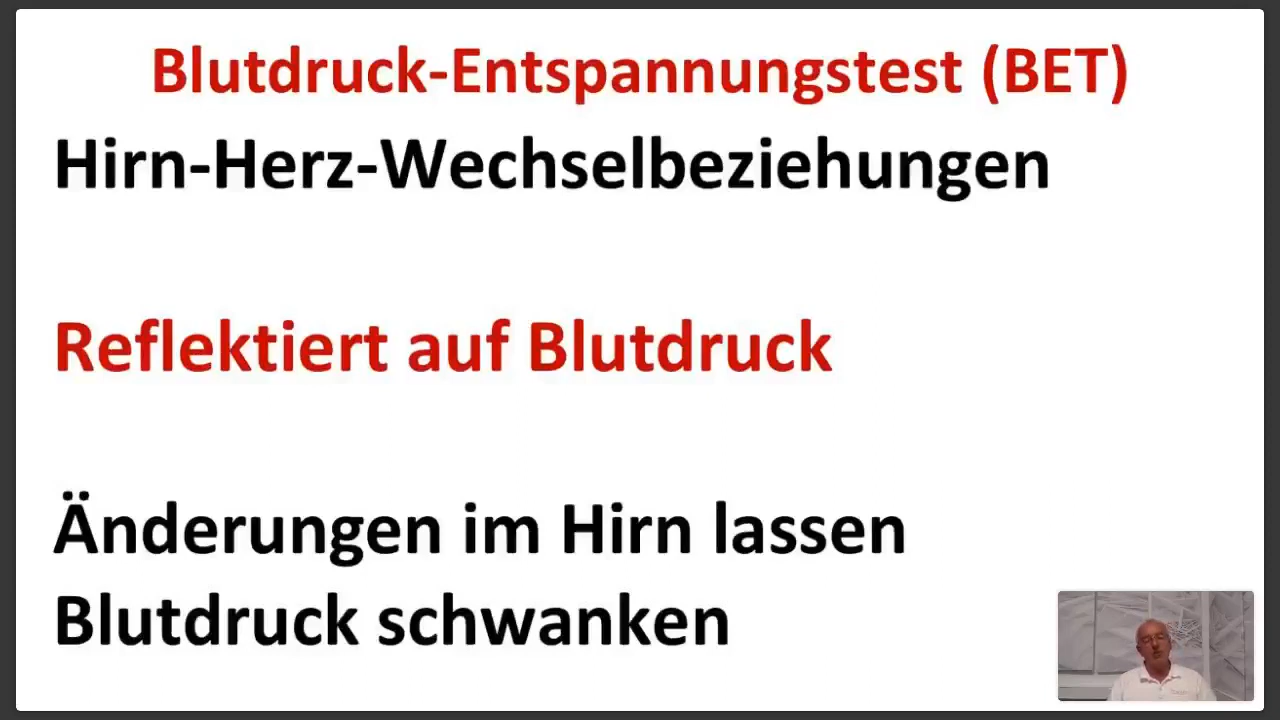 Blutdruck-Entspannungstest (BET)
Hirn-Herz-Wechselbeziehungen
Reflektiert auf Blutdruck
Änderungen im Hirn lassen
Blutdruck schwanken